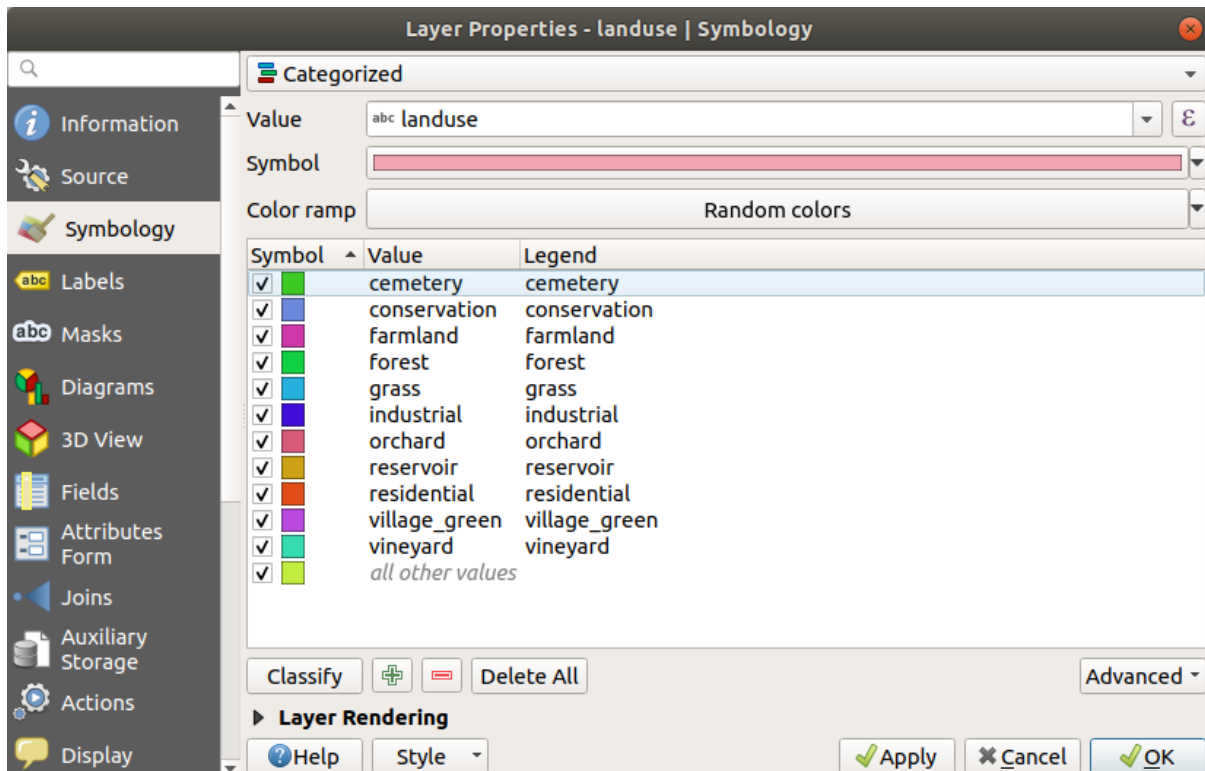 Layer Properties - landuse | Symbology
Information
Source
Symbology
Labels
Masks
Diagrams
3D View
Fields
Attributes
Form
Joins
Auxiliary
Storage
Actions
Display
Categorized
Value abc landuse ε
Symbol
Color ramp Random colors
Symbol Value Legend
cemetery cemetery
conservation conservation
farmland farmland
forest forest
grass grass
industrial industrial
orchard orchard
reservoir reservoir
residential residential
village_green village_green
vineyard vineyard
all other values
Classify Delete All Advanced
Layer Rendering
Help Style Apply Cancel OK